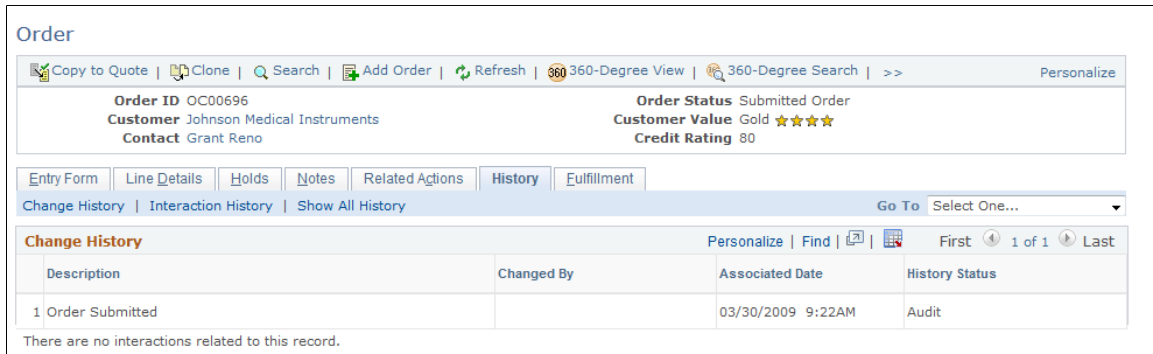 Order
Copy to Quote | Clone | Search | Add Order | Refresh | 360 360-Degree View | 360-Degree Search | >> Personalize
Order ID OC00696 Order Status Submitted Order
Customer Johnson Medical Instruments Customer Value Gold
Contact Grant Reno Credit Rating 80
Entry Form Line Details Holds Notes Related Actions History Fulfillment
Change History | Interaction History | Show All History Go To Select One...
Change History Personalize | Find | | First 1 of 1 Last
Description Changed By Associated Date History Status
1 Order Submitted 03/30/2009 9:22AM Audit
There are no interactions related to this record.